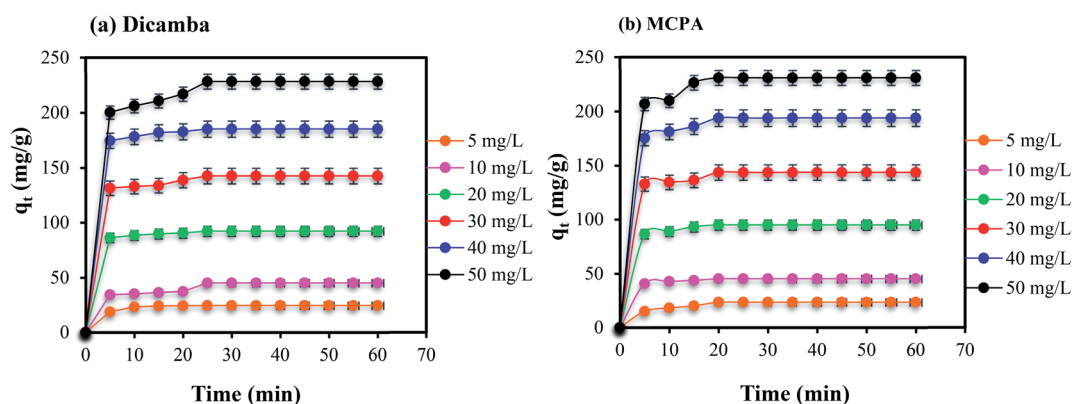 (a) Dicamba
250
200
150
100
50
0
0 10 20 30 40 50 60 70
qt (mg/g)
Time (min)
5 mg/L
10 mg/L
20 mg/L
30 mg/L
40 mg/L
50 mg/L
(b) MCPA
250
200
150
100
50
0
0 10 20 30 40 50 60 70
qt (mg/g)
Time (min)
5 mg/L
10 mg/L
20 mg/L
30 mg/L
40 mg/L
50 mg/L